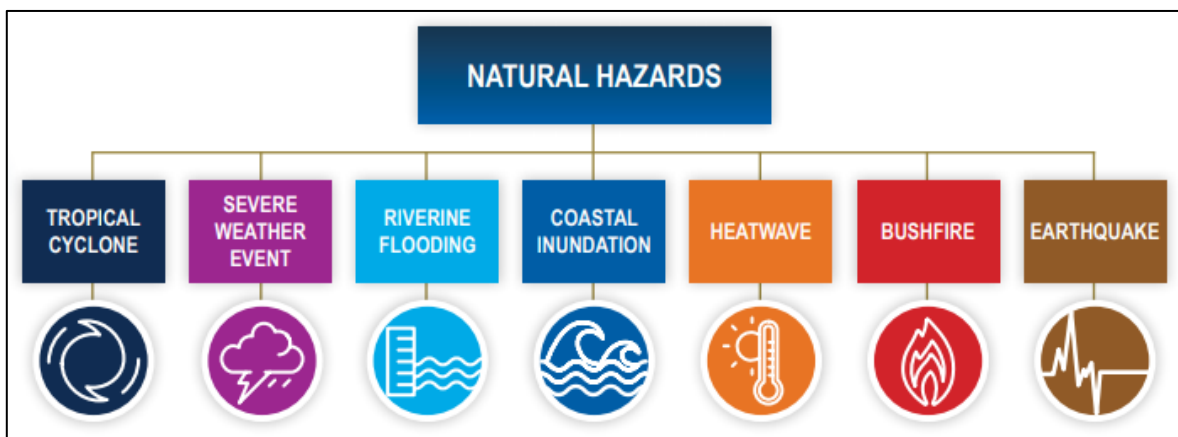 NATURAL HAZARDS
TROPICAL
CYCLONE
SEVERE
WEATHER
EVENT
RIVERINE
FLOODING
COASTAL
INUNDATION
HEATWAVE
BUSHFIRE
EARTHQUAKE